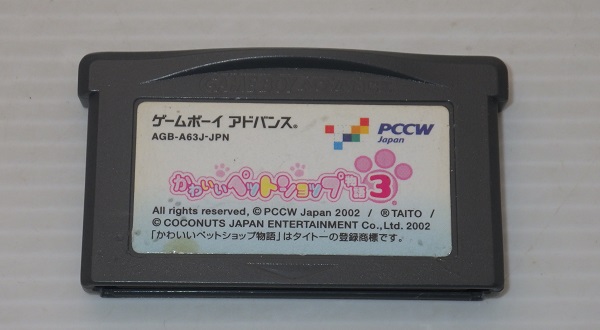 ゲームボーイ アドバンス®
AGB-A63J-JPN
PCCW
Japan
かわいいペットショップ物語3
All rights reserved, ©PCCW Japan 2002 / ®TAITO /
© COCONUTS JAPAN ENTERTAINMENT Co., Ltd. 2002
「かわいいペットショップ物語」はタイトーの登録商標です。